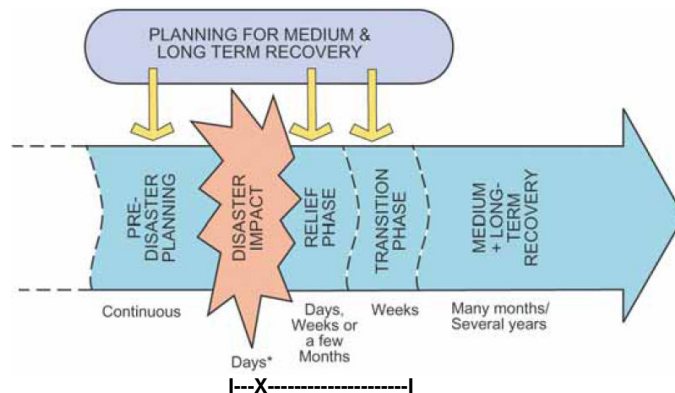 PLANNING FOR MEDIUM &
LONG TERM RECOVERY
PRE-
DISASTER
PLANNING
DISASTER
IMPACT
RELIEF
PHASE
TRANSITION
PHASE
MEDIUM
+ LONG-
TERM
RECOVERY
Continuous
Days*
Days,
Weeks or
a few
Months
Weeks
Many months/
Several years
I---X---------------------I